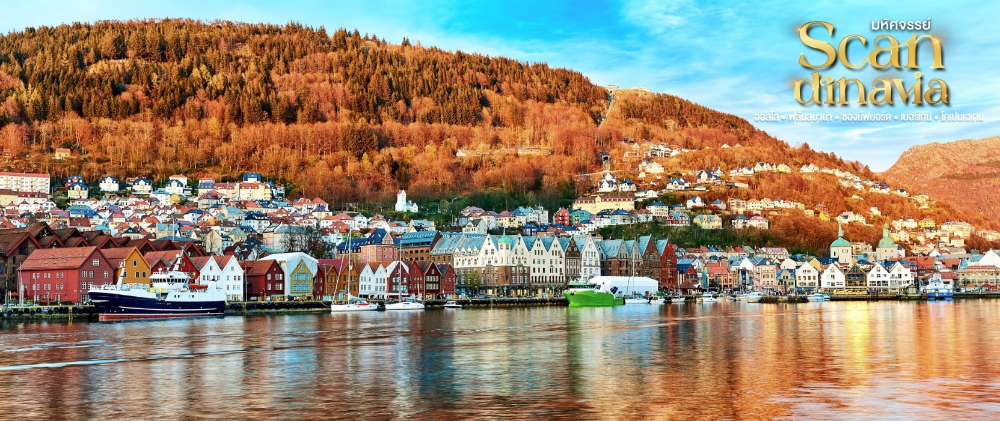 มหัศจรรย์
Scan
dinavia
ออสโล • ฟลัมสบาน่า • ซองน์ฟยอร์ด • เบอร์เกน • โคเปนเฮเกน